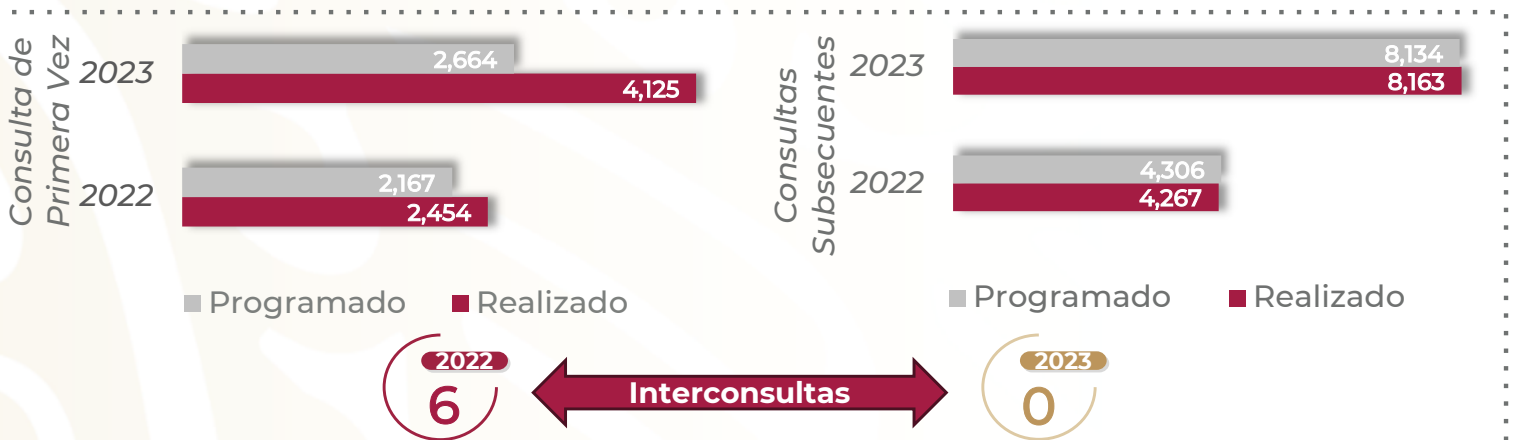 Consulta de
Primera Vez
2023
2,664
4,125
2022
2,167
2,454
Programado
Realizado
Consultas
Subsecuentes
2023
8,134
8,163
2022
4,306
4,267
Programado
Realizado
2022
6
Interconsultas
2023
0